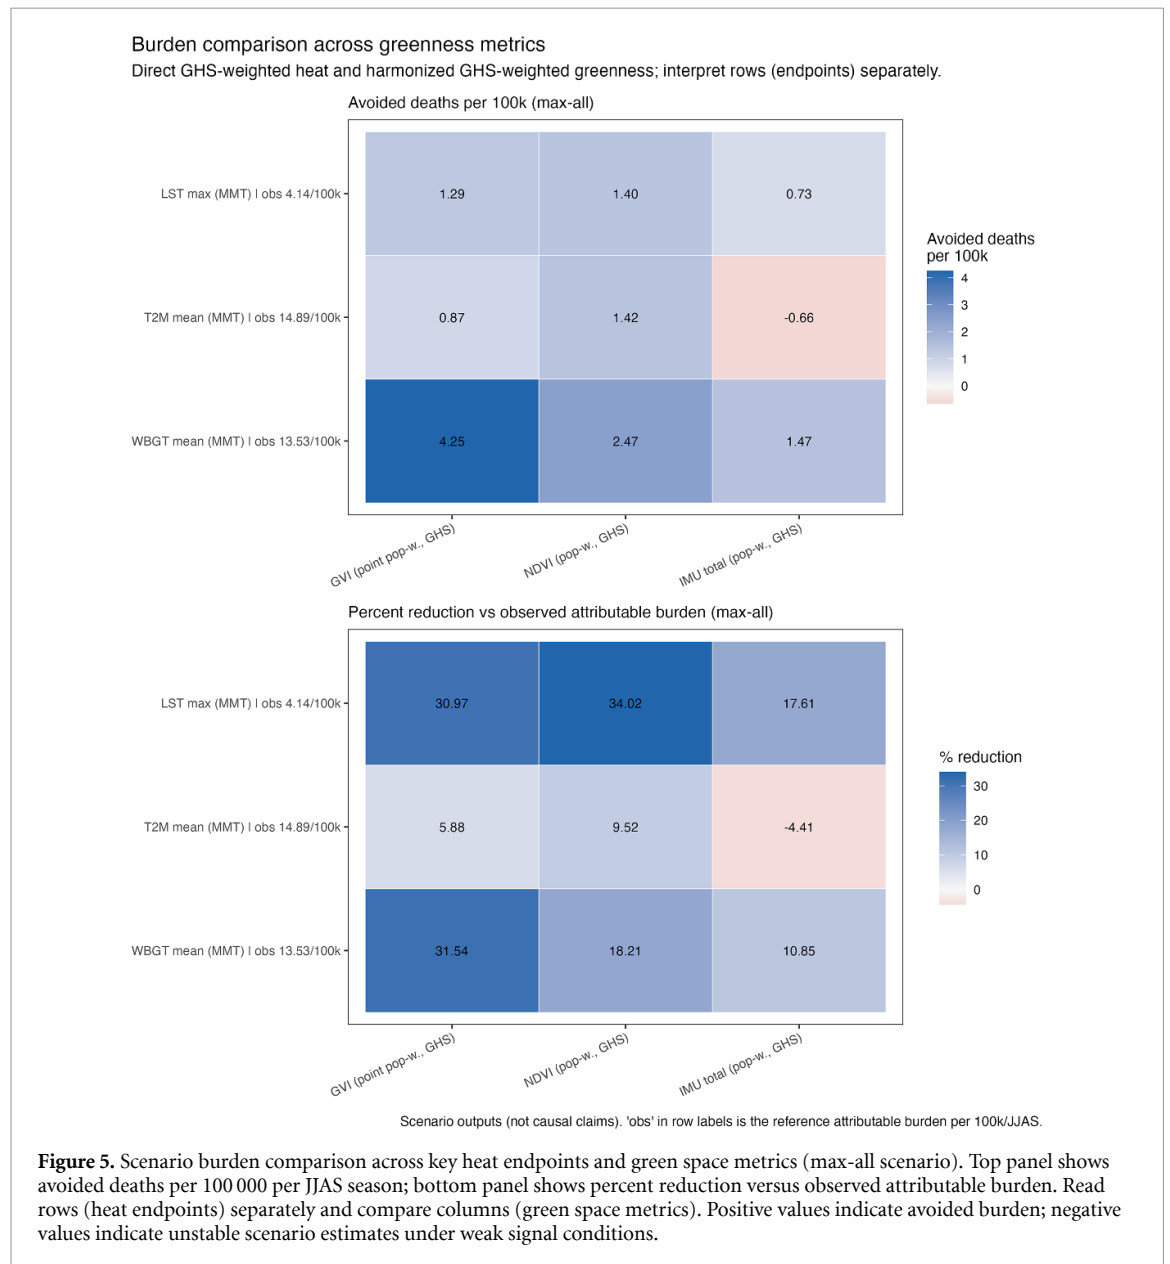 Burden comparison across greenness metrics
Direct GHS-weighted heat and harmonized GHS-weighted greenness; interpret rows (endpoints) separately.
Avoided deaths per 100k (max-all)
LST max (MMT) | obs 4.14/100k
1.29
1.40
0.73
T2M mean (MMT) | obs 14.89/100k
0.87
1.42
-0.66
WBGT mean (MMT) | obs 13.53/100k
4.25
2.47
1.47
GVI (point pop-w., GHS)
NDVI (pop-w., GHS)
IMU total (pop-w., GHS)
Avoided deaths
per 100k
4
3
2
1
0
Percent reduction vs observed attributable burden (max-all)
LST max (MMT) | obs 4.14/100k
30.97
34.02
17.61
T2M mean (MMT) | obs 14.89/100k
5.88
9.52
-4.41
WBGT mean (MMT) | obs 13.53/100k
31.54
18.21
10.85
GVI (point pop-w., GHS)
NDVI (pop-w., GHS)
IMU total (pop-w., GHS)
% reduction
30
20
10
0
Scenario outputs (not causal claims). 'obs' in row labels is the reference attributable burden per 100k/JJAS.
Figure 5. Scenario burden comparison across key heat endpoints and green space metrics (max-all scenario). Top panel shows
avoided deaths per 100 000 per JJAS season; bottom panel shows percent reduction versus observed attributable burden. Read
rows (heat endpoints) separately and compare columns (green space metrics). Positive values indicate avoided burden; negative
values indicate unstable scenario estimates under weak signal conditions.